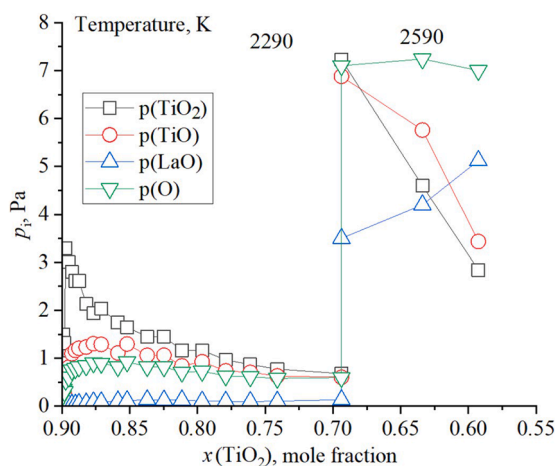 Temperature, K
2290
2590
p(TiO₂)
p(TiO)
p(LaO)
p(O)
pᵢ, Pa
8
7
6
5
4
3
2
1
0
0.90 0.85 0.80 0.75 0.70 0.65 0.60 0.55
x(TiO₂), mole fraction